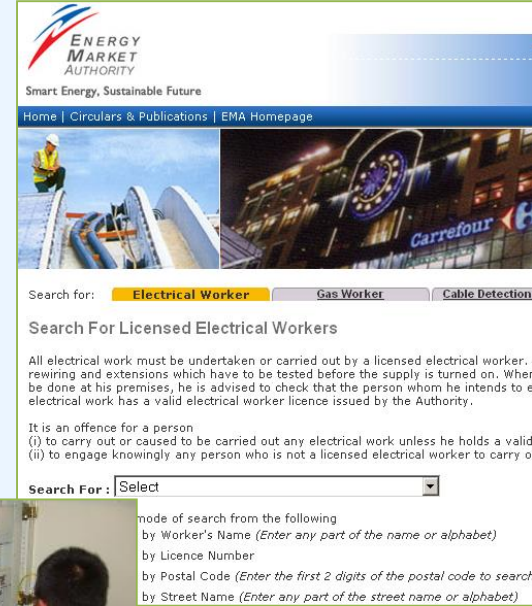 ENERGY
MARKET
AUTHORITY
Smart Energy, Sustainable Future
Home | Circulars & Publications | EMA Homepage
Carrefour
Search for: Electrical Worker Gas Worker Cable Detection
Search For Licensed Electrical Workers
All electrical work must be undertaken or carried out by a licensed electrical worker.
rewiring and extensions which have to be tested before the supply is turned on. When
be done at his premises, he is advised to check that the person whom he intends to e
electrical work has a valid electrical worker licence issued by the Authority.
It is an offence for a person
(i) to carry out or caused to be carried out any electrical work unless he holds a valid
(ii) to engage knowingly any person who is not a licensed electrical worker to carry o
Search For : Select
mode of search from the following
by Worker's Name (Enter any part of the name or alphabet)
by Licence Number
by Postal Code (Enter the first 2 digits of the postal code to search
by Street Name (Enter any part of the street name or alphabet)